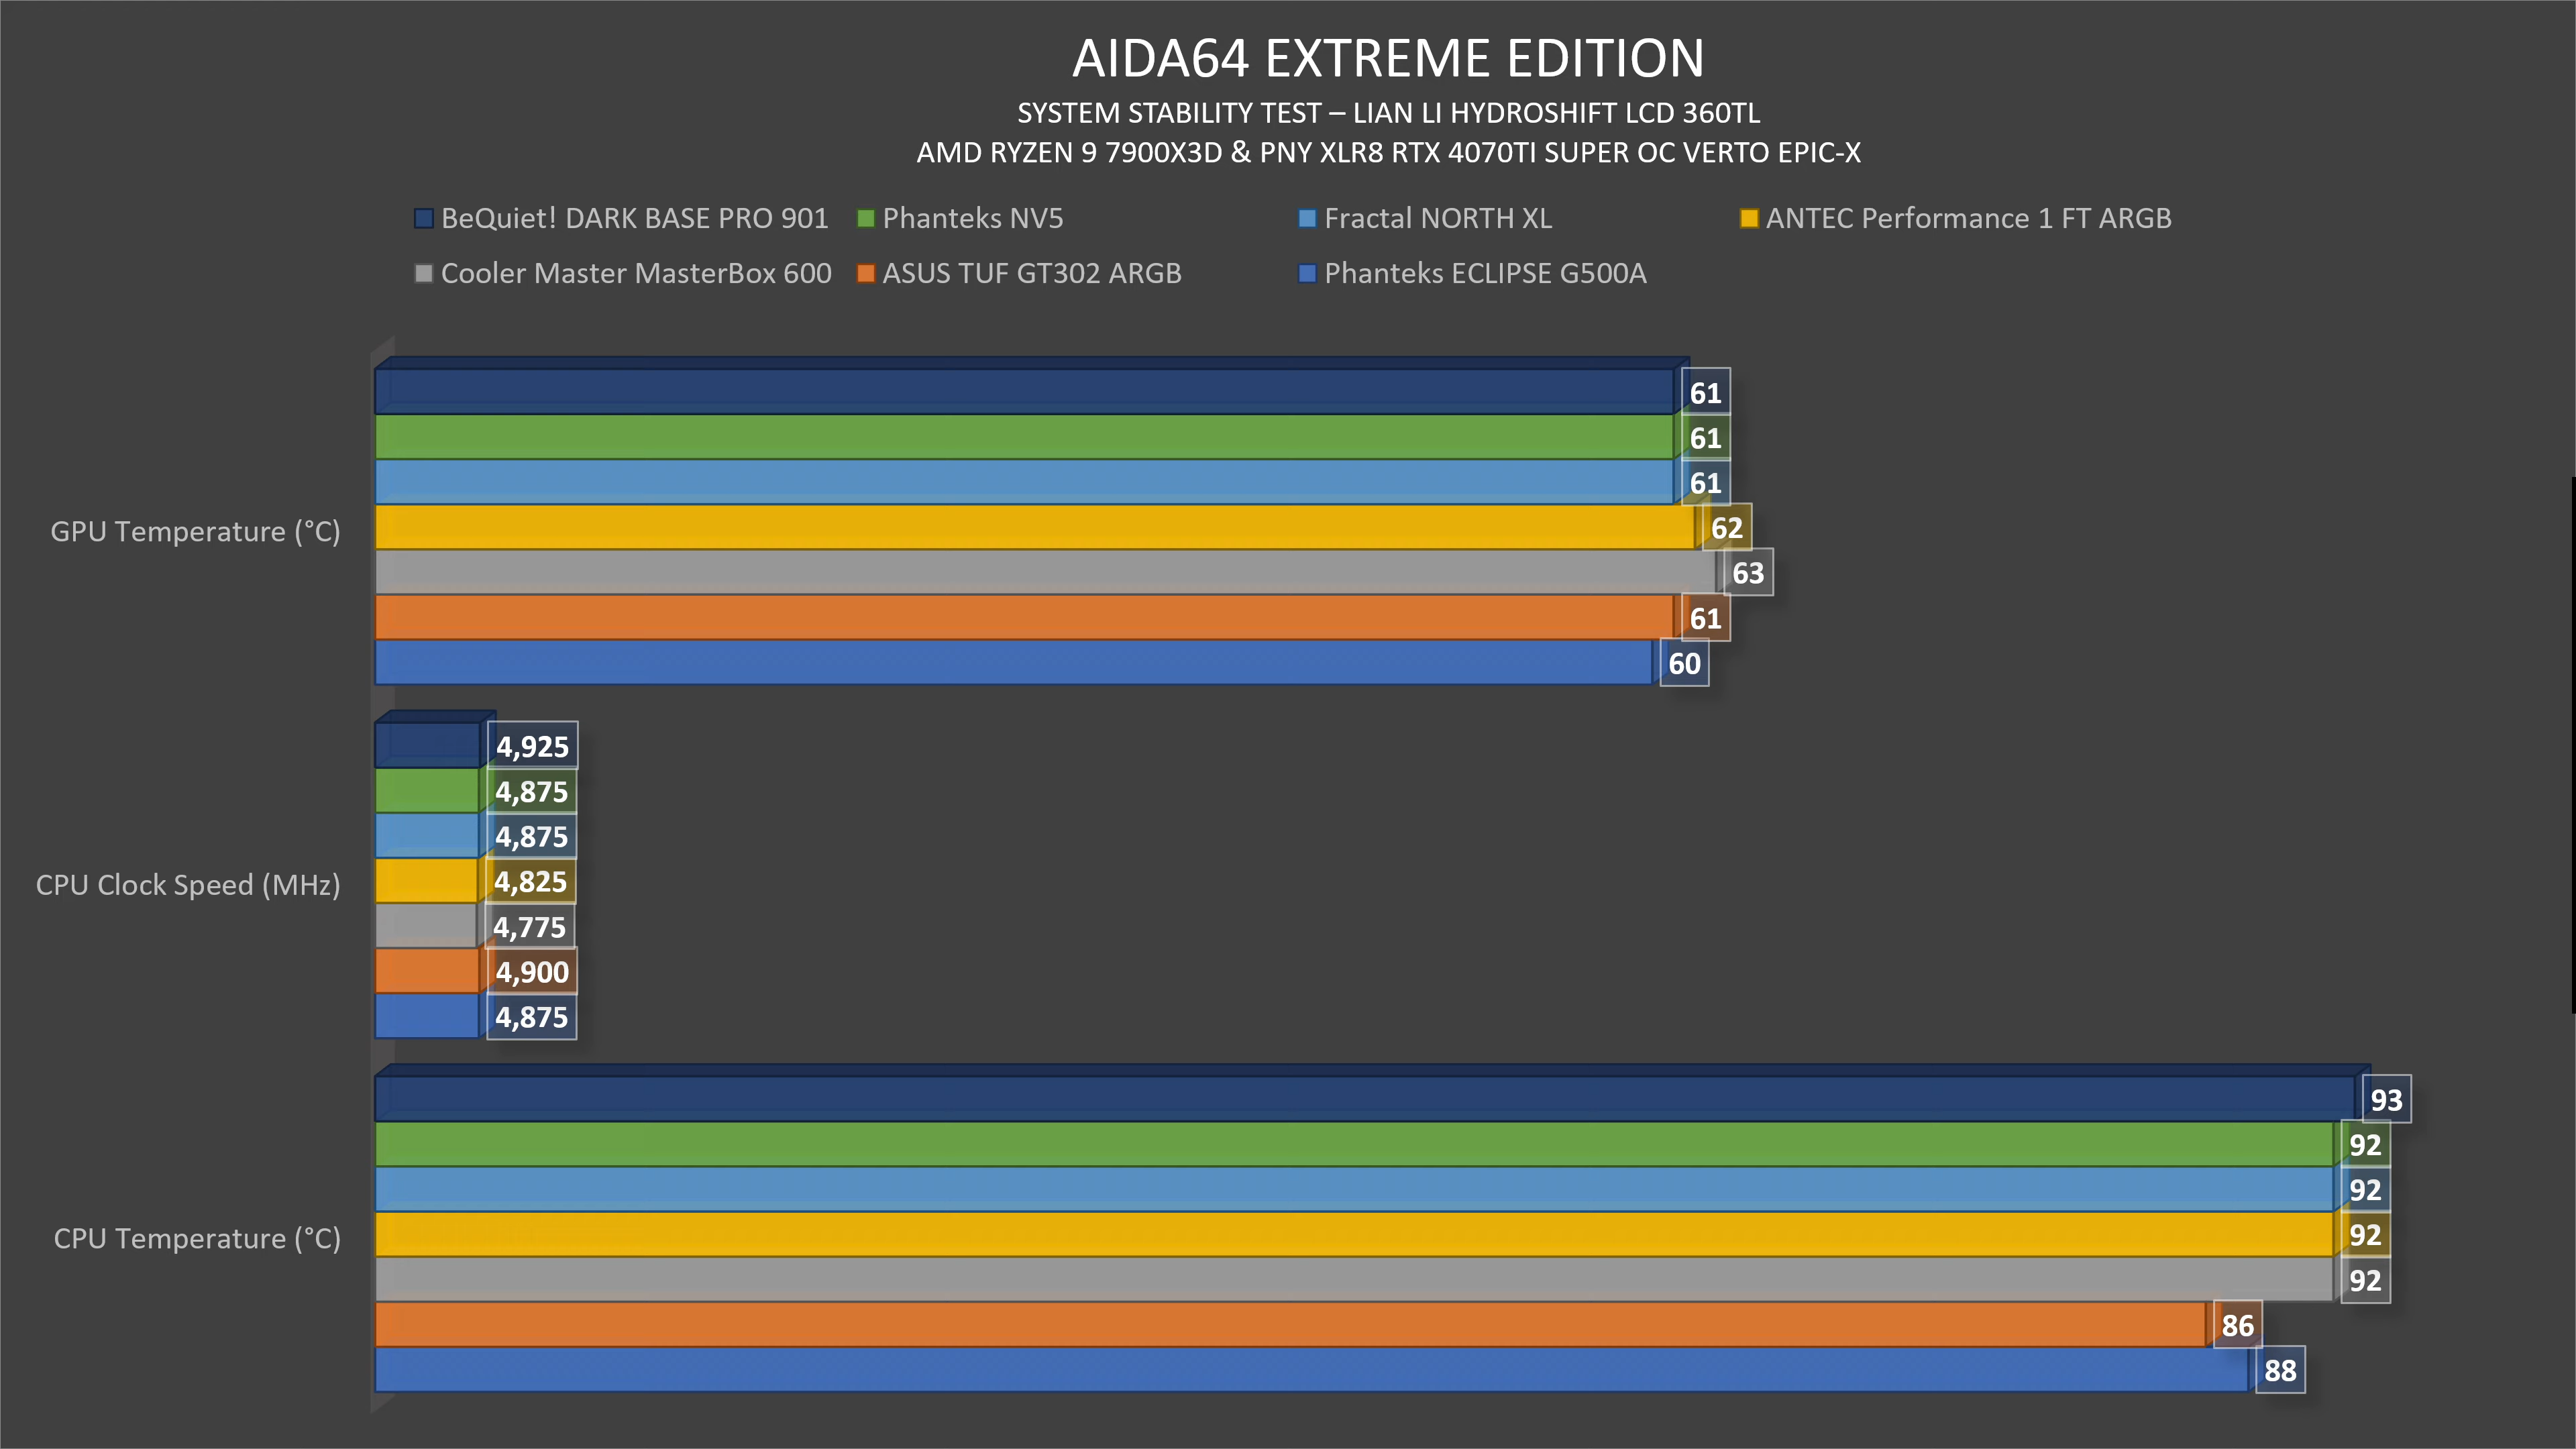 AIDA64 EXTREME EDITION
SYSTEM STABILITY TEST – LIAN LI HYDROSHIFT LCD 360TL
AMD RYZEN 9 7900X3D & PNY XLR8 RTX 4070TI SUPER OC VERTO EPIC-X
BeQuiet! DARK BASE PRO 901 Phanteks NV5 Fractal NORTH XL ANTEC Performance 1 FT ARGB
Cooler Master MasterBox 600 ASUS TUF GT302 ARGB Phanteks ECLIPSE G500A
GPU Temperature (°C)
61
61
61
62
63
61
60
CPU Clock Speed (MHz)
4,925
4,875
4,875
4,825
4,775
4,900
4,875
CPU Temperature (°C)
93
92
92
92
92
86
88